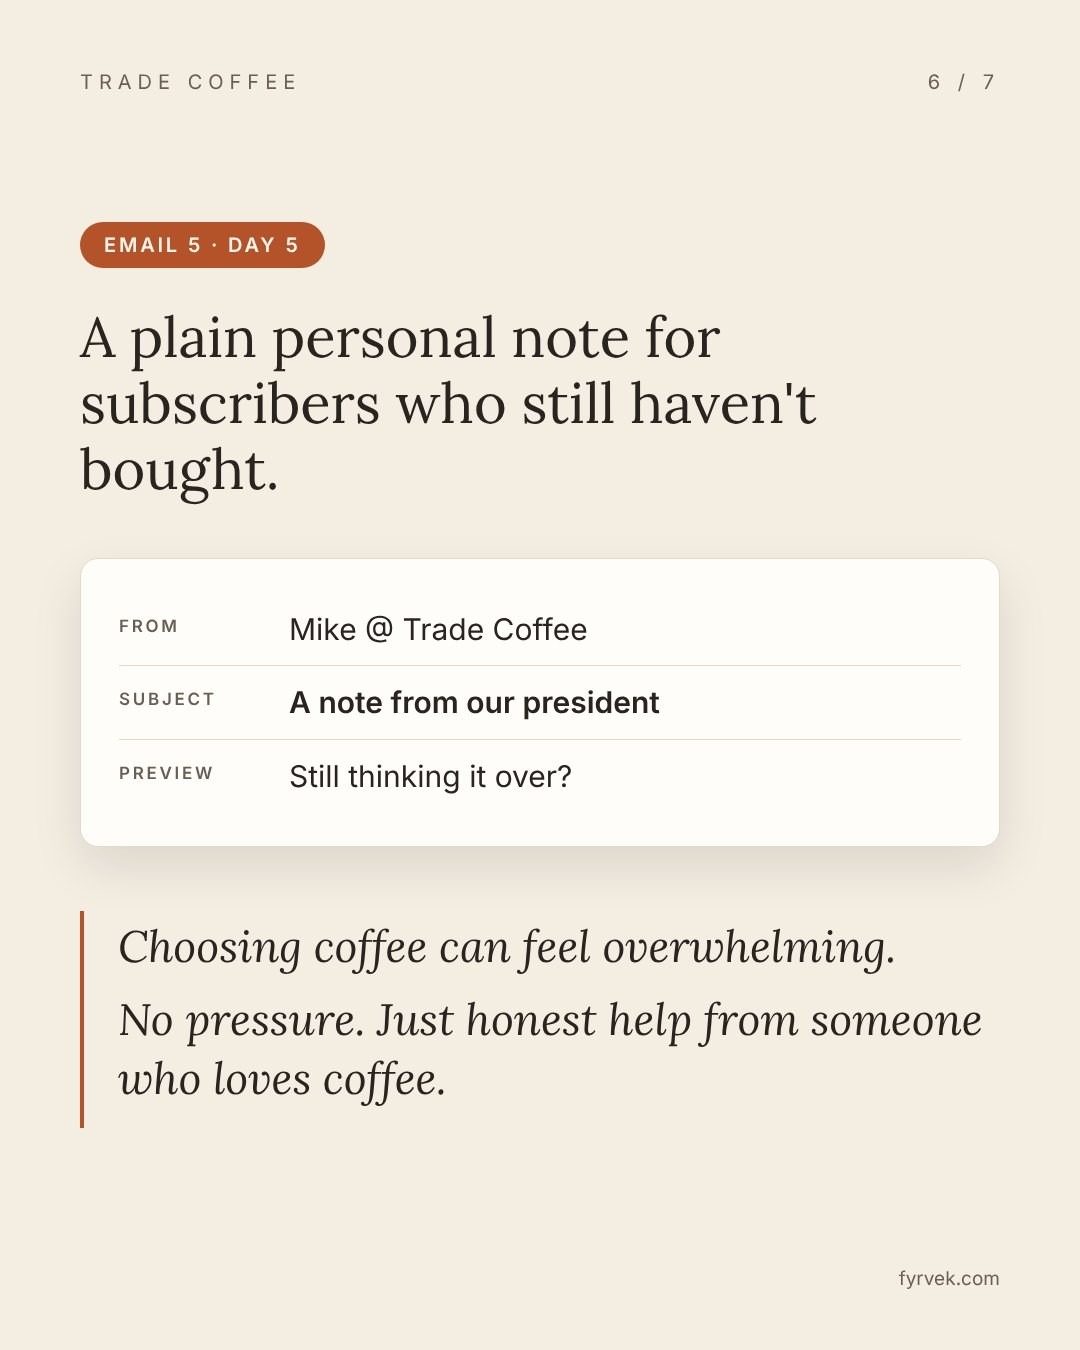 TRADE COFFEE
6 / 7
EMAIL 5 · DAY 5
A plain personal note for
subscribers who still haven't
bought.
FROM
Mike @ Trade Coffee
SUBJECT
A note from our president
PREVIEW
Still thinking it over?
Choosing coffee can feel overwhelming.
No pressure. Just honest help from someone
who loves coffee.
fyrvek.com